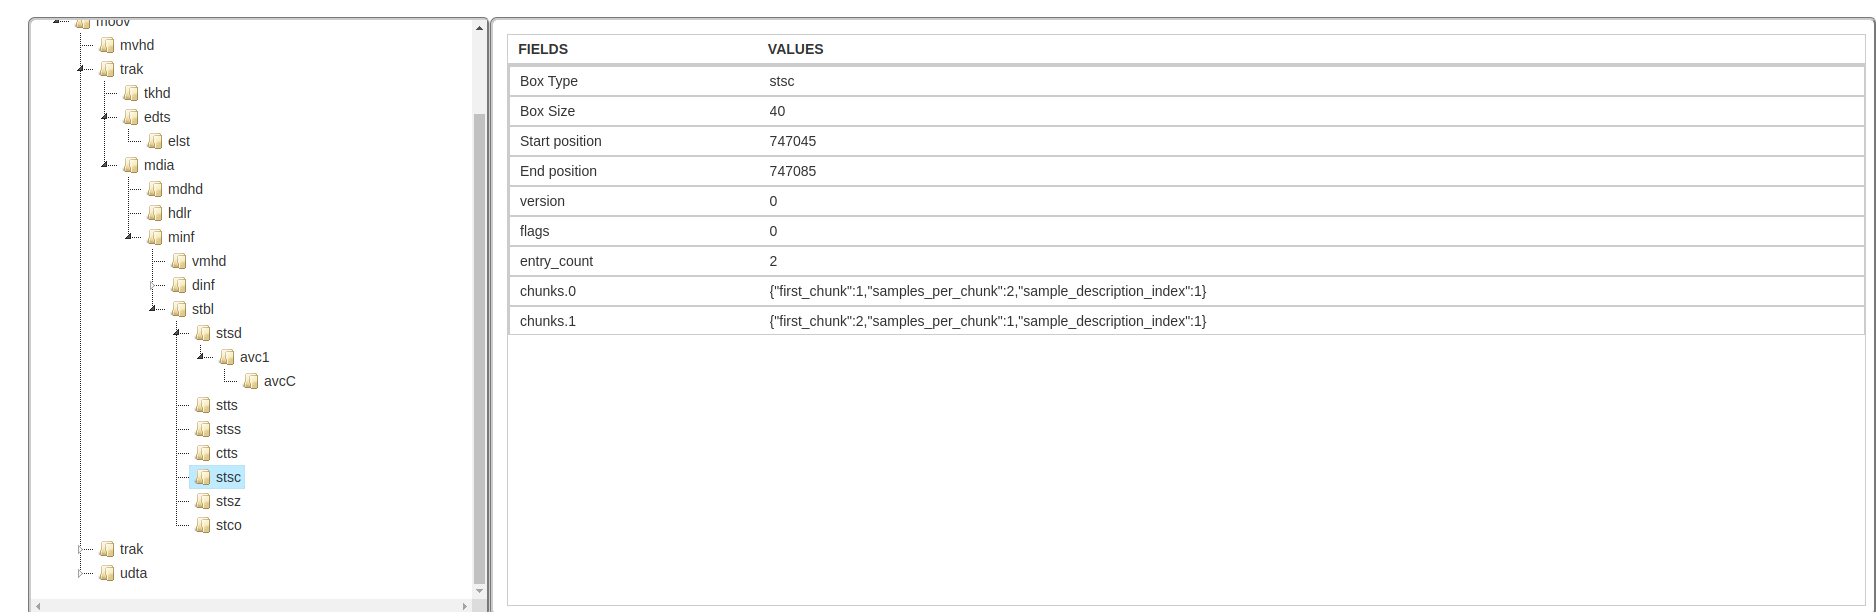 moov
mvhd
trak
tkhd
edts
elst
mdia
mdhd
hdlr
minf
vmhd
dinf
stbl
stsd
avc1
avcC
stts
stss
ctts
stsc
stsz
stco
trak
udta
FIELDS VALUES
Box Type stsc
Box Size 40
Start position 747045
End position 747085
version 0
flags 0
entry_count 2
chunks.0 {"first_chunk":1,"samples_per_chunk":2,"sample_description_index":1}
chunks.1 {"first_chunk":2,"samples_per_chunk":1,"sample_description_index":1}